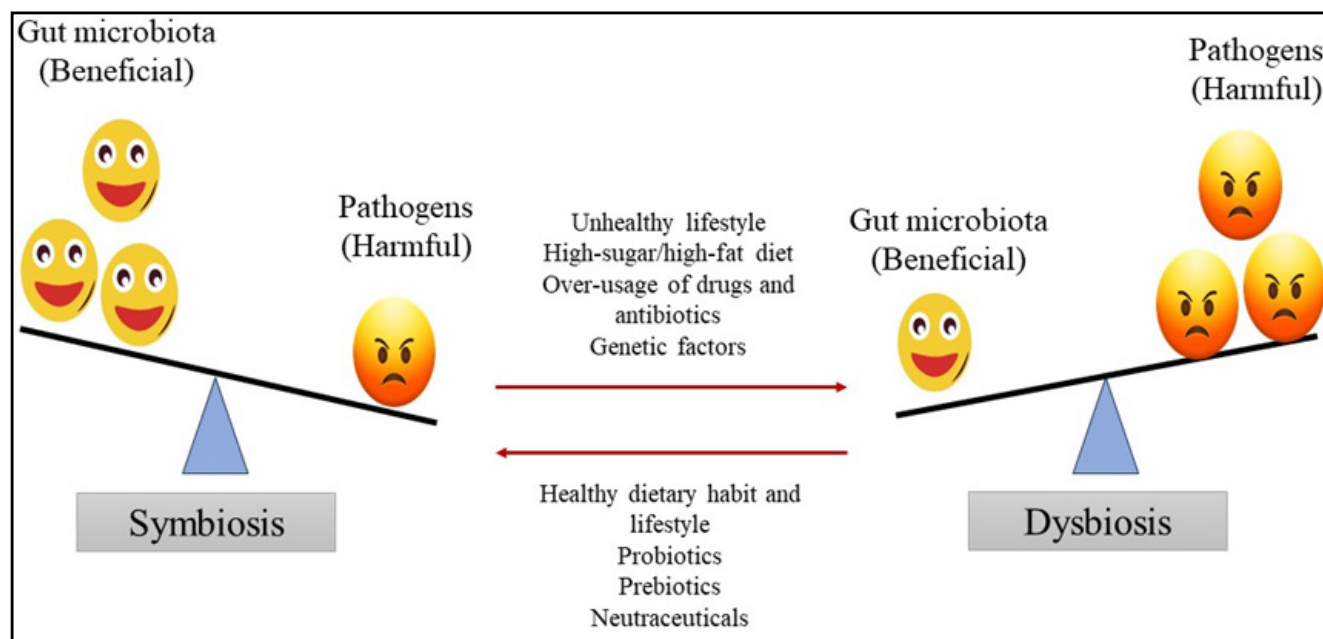 Gut microbiota
(Beneficial)
Pathogens
(Harmful)
Symbiosis
Unhealthy lifestyle
High-sugar/high-fat diet
Over-usage of drugs and
antibiotics
Genetic factors
Healthy dietary habit and
lifestyle
Probiotics
Prebiotics
Neutraceuticals
Gut microbiota
(Beneficial)
Pathogens
(Harmful)
Dysbiosis